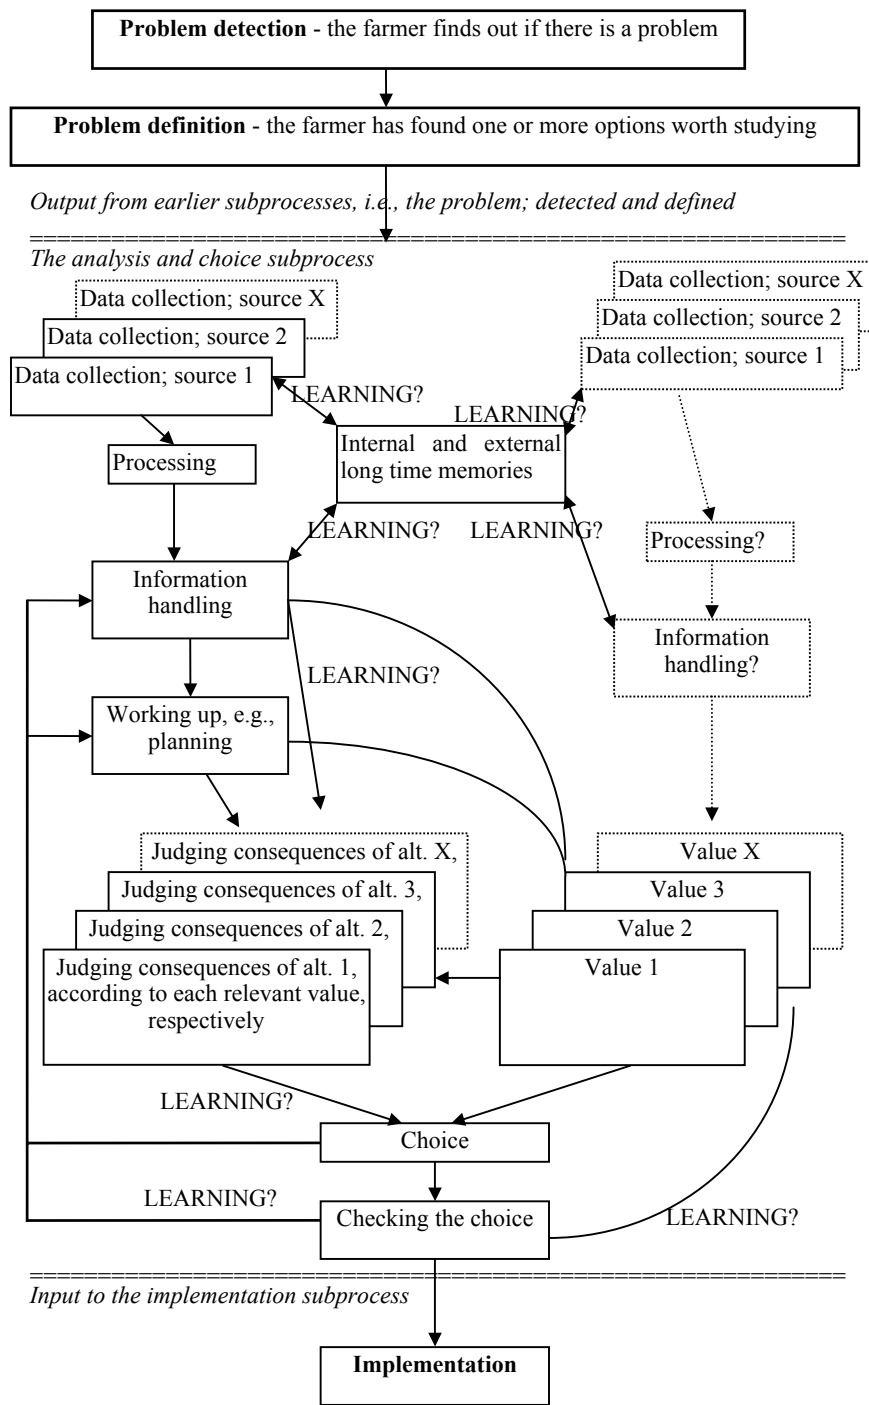 Problem detection - the farmer finds out if there is a problem
Problem definition - the farmer has found one or more options worth studying
Output from earlier subprocesses, i.e., the problem; detected and defined
============================================================
The analysis and choice subprocess
Data collection; source X
Data collection; source 2
Data collection; source 1
Data collection; source X
Data collection; source 2
Data collection; source 1
LEARNING?
LEARNING?
Internal and external
long time memories
Processing
LEARNING?
LEARNING?
Processing?
Information
handling
Information
handling?
LEARNING?
Working up, e.g.,
planning
Judging consequences of alt. X,
Judging consequences of alt. 3,
Judging consequences of alt. 2,
Judging consequences of alt. 1,
according to each relevant value,
respectively
Value X
Value 3
Value 2
Value 1
LEARNING?
Choice
LEARNING?
Checking the choice
LEARNING?
============================================================
Input to the implementation subprocess
Implementation